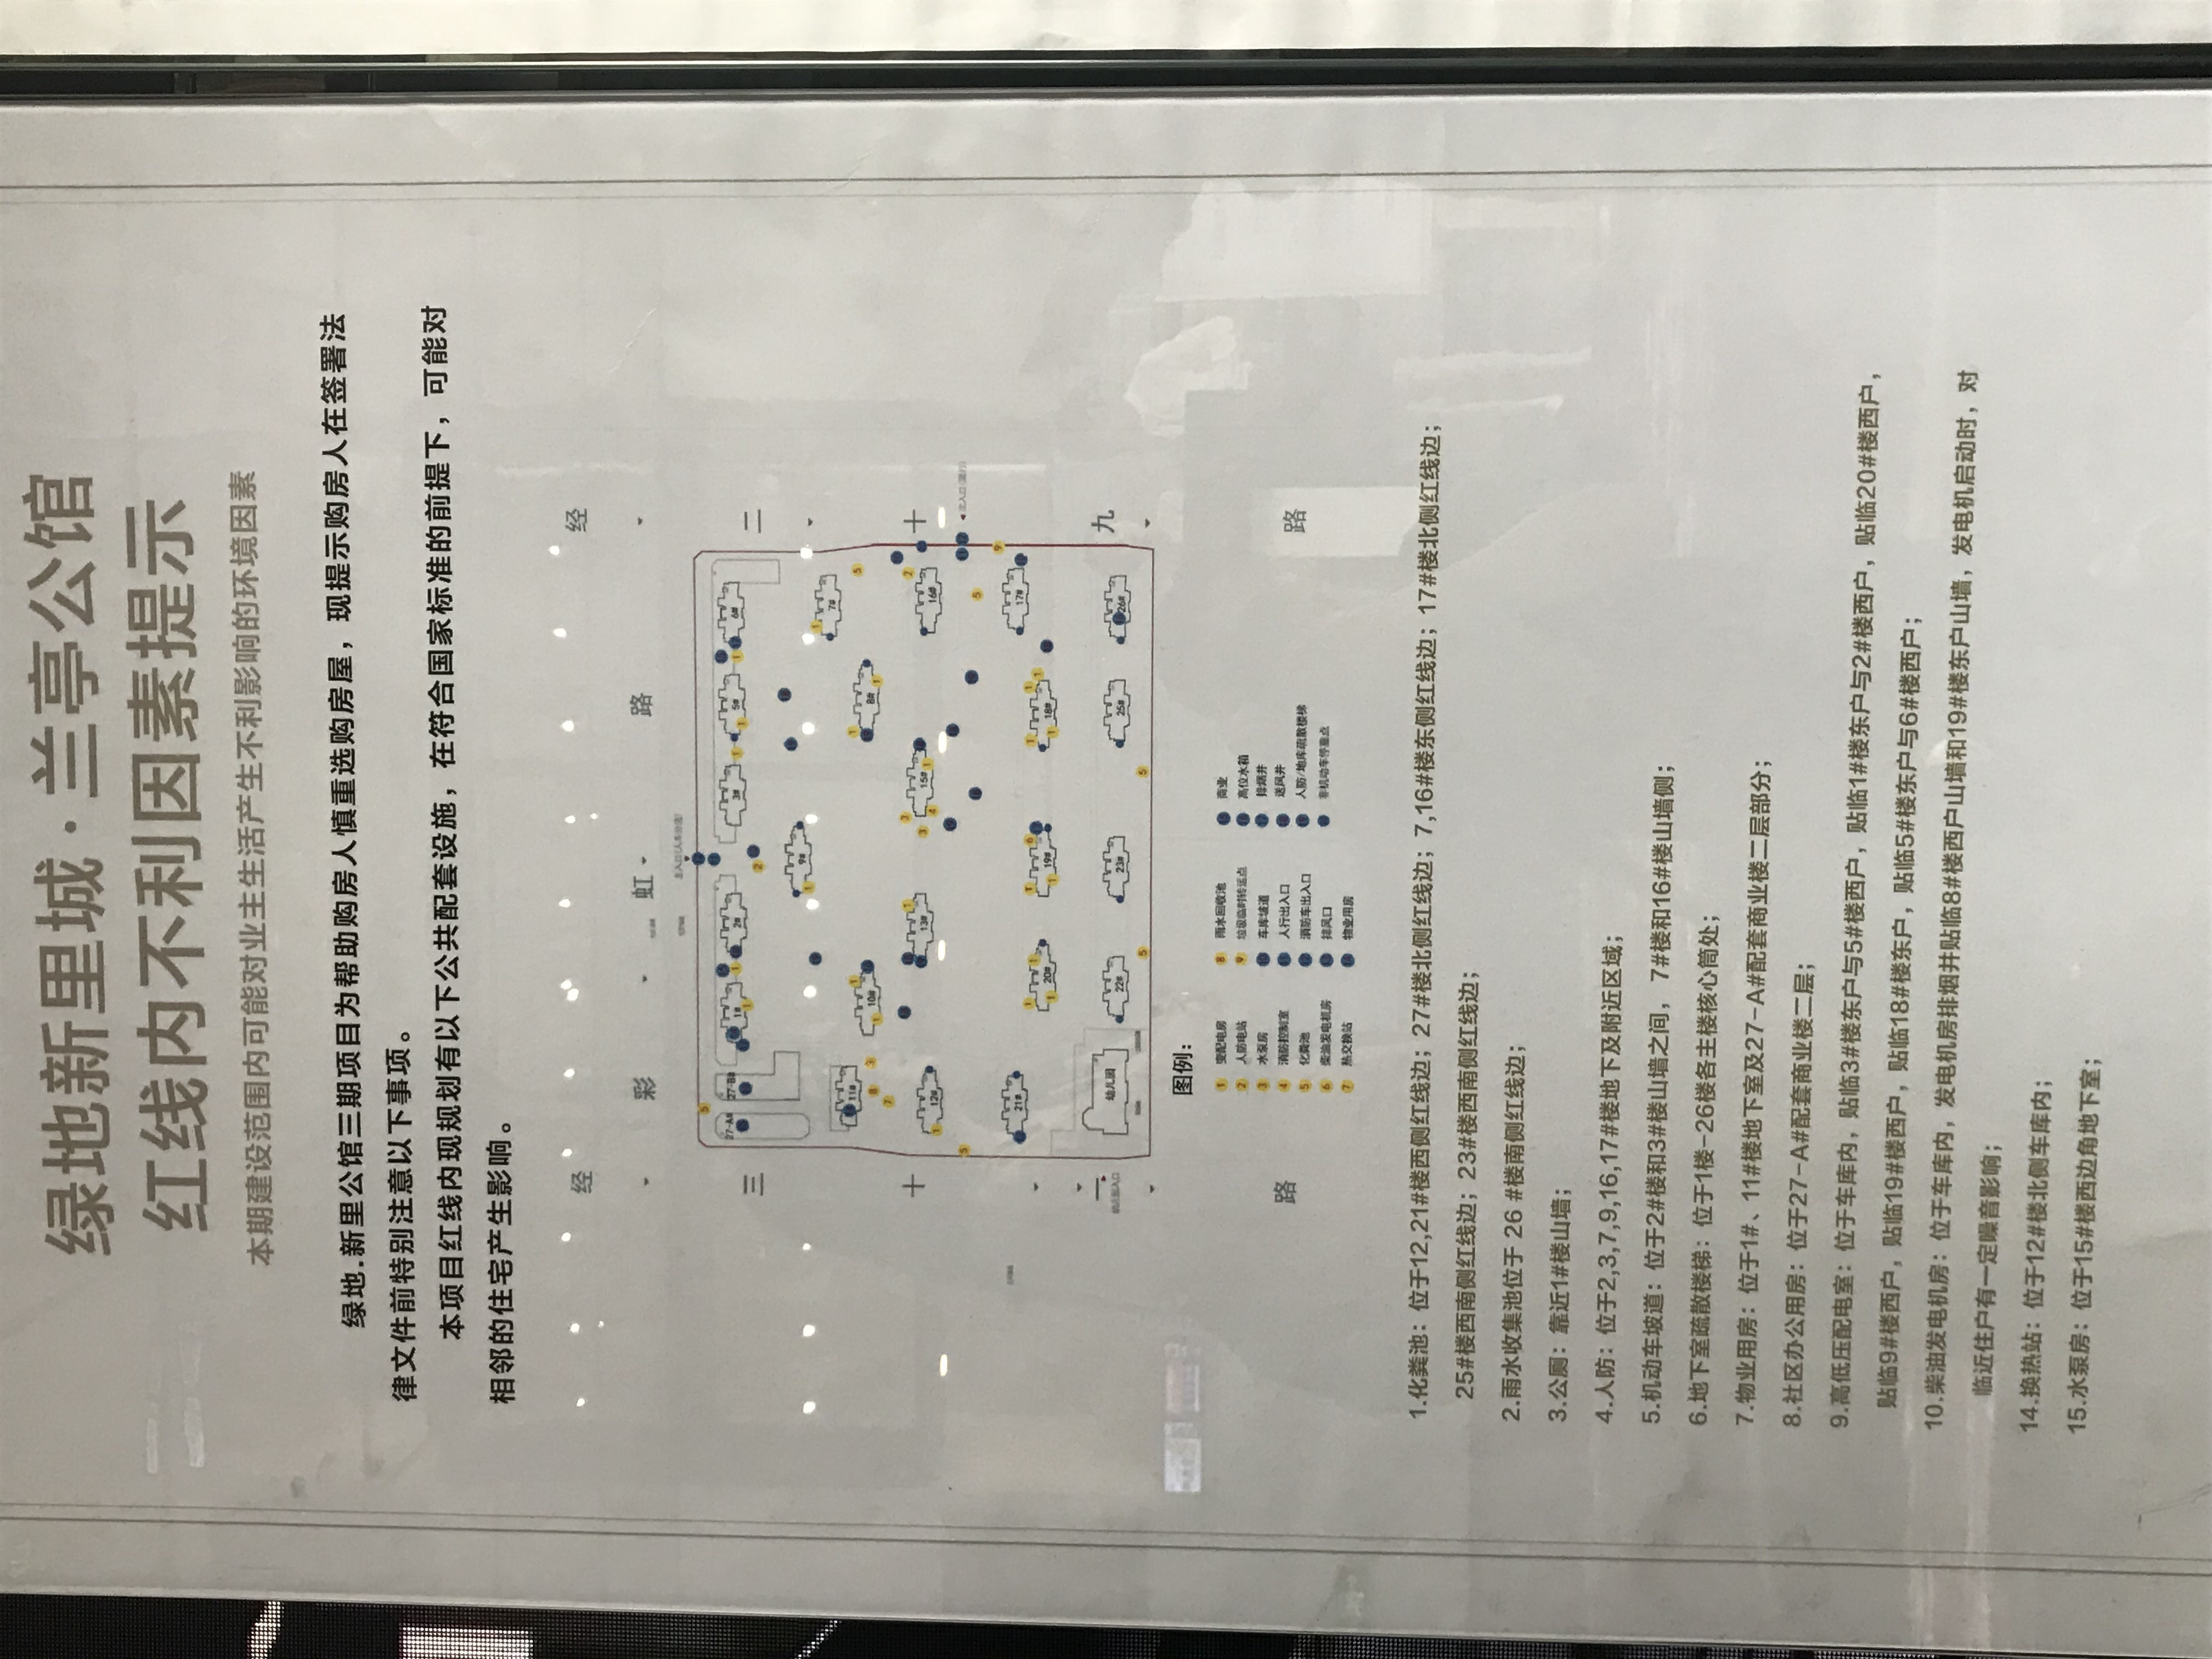 绿地新里城·兰亭公馆
红线内不利因素提示
本期建设范围内可能对业主生活产生不利影响的环境因素
绿地.新里公馆三期项目为帮助购房人慎重选购房屋，现提示购房人在签署法
律文件前特别注意以下事项。
本项目红线内现规划有以下公共配套设施，在符合国家标准的前提下，可能对
相邻的住宅产生影响。
经
经
彩 虹 路
主入口(人车分流)
三
二
27-A#
27-B#
1#
2#
3#
5#
6#
9#
7#
11#
10#
8#
十
十
12#
13#
15#
16#
21#
20#
19#
18#
17#
二
九
幼儿园
22#
23#
25#
26#
路
路
图例：
1 变配电房
2 人防电站
3 水泵房
4 消防控制室
5 化粪池
6 柴油发电机房
7 热交换站
8 雨水回收池
9 垃圾临时转运点
车库坡道
人行出入口
消防车出入口
排风口
物业用房
商业
高位水箱
排烟井
送风井
人防/地库疏散楼梯
非机动车停靠点
1.化粪池：位于12,21#楼西侧红线边；27#楼北侧红线边；7,16#楼东侧红线边；17#楼北侧红线边；
25#楼西南侧红线边；23#楼西南侧红线边；
2.雨水收集池位于 26 #楼南侧红线边；
3.公厕：靠近1#楼山墙；
4.人防：位于2,3,7,9,16,17#楼地下及附近区域；
5.机动车坡道：位于2#楼和3#楼山墙之间， 7#楼和16#楼山墙侧；
6.地下室疏散楼梯：位于1楼-26楼各主楼核心筒处；
7.物业用房：位于1#、11#楼地下室及27-A#配套商业楼二层部分；
8.社区办公用房：位于27-A#配套商业楼二层；
9.高低压配电室：位于车库内，贴临3#楼东户与5#楼西户，贴临1#楼东户与2#楼西户，贴临20#楼西户，
贴临9#楼西户，贴临19#楼西户，贴临18#楼东户，贴临5#楼东户与6#楼西户；
10.柴油发电机房：位于车库内，发电机房排烟井贴临8#楼西户山墙和19#楼东户山墙，发电机启动时，对
临近住户有一定噪音影响；
14.换热站：位于12#楼北侧车库内；
15.水泵房：位于15#楼西边角地下室；